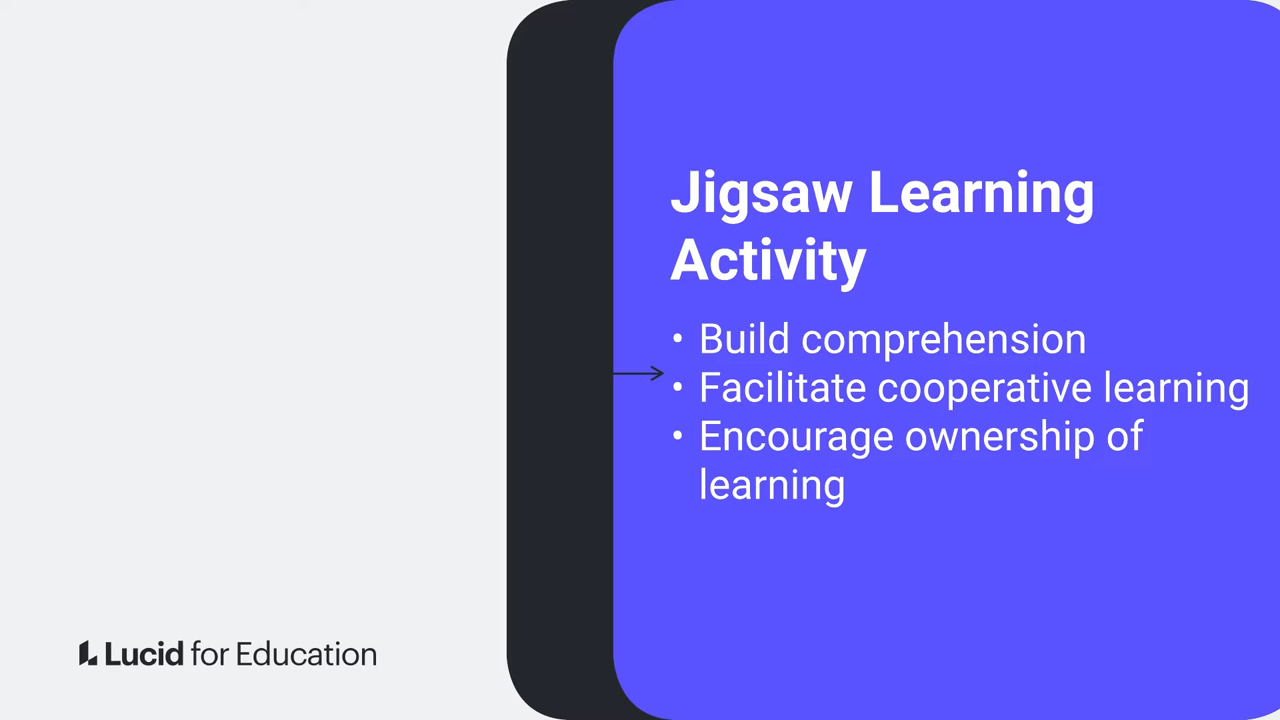 Jigsaw Learning
Activity
• Build comprehension
• Facilitate cooperative learning
• Encourage ownership of
learning
Lucid for Education